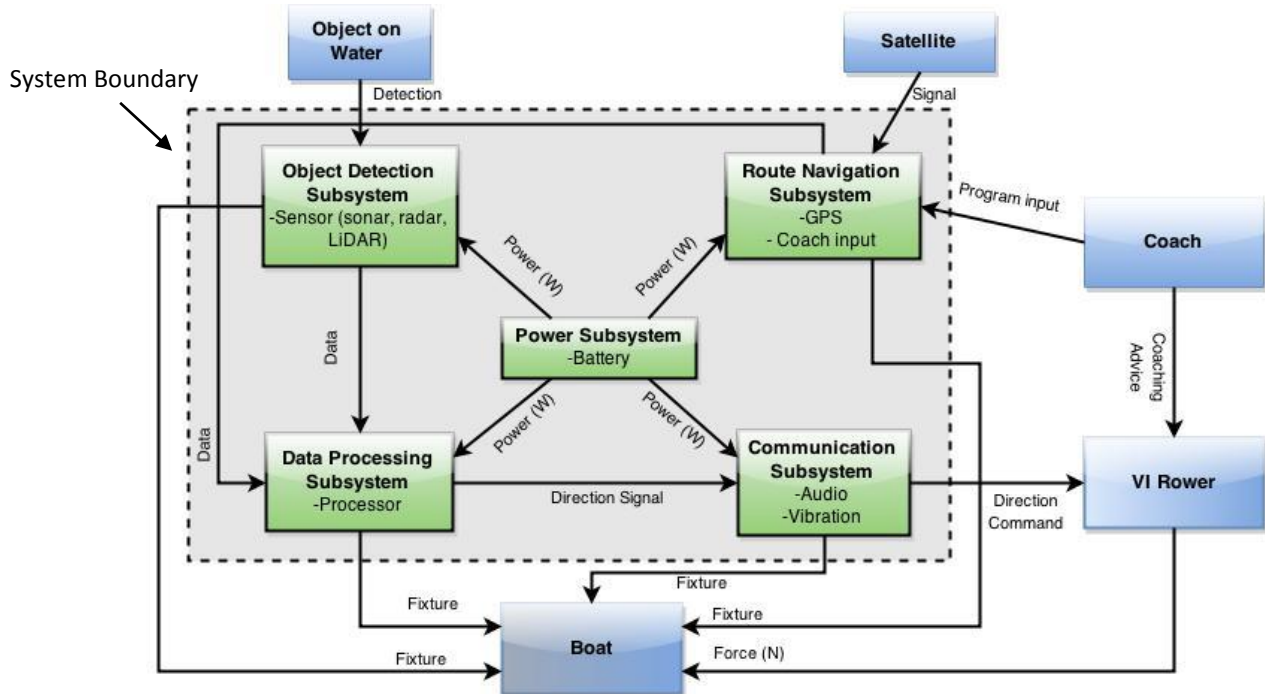 Object on
Water
Satellite
System Boundary
Detection
Signal
Object Detection
Subsystem
-Sensor (sonar, radar,
LiDAR)
Route Navigation
Subsystem
-GPS
- Coach input
Program input
Coach
Power (W)
Power (W)
Power Subsystem
-Battery
Data
Coaching
Advice
Data
Power (W)
Power (W)
Data Processing
Subsystem
-Processor
Direction Signal
Communication
Subsystem
-Audio
-Vibration
Direction
Command
VI Rower
Fixture
Fixture
Fixture
Boat
Fixture
Force (N)